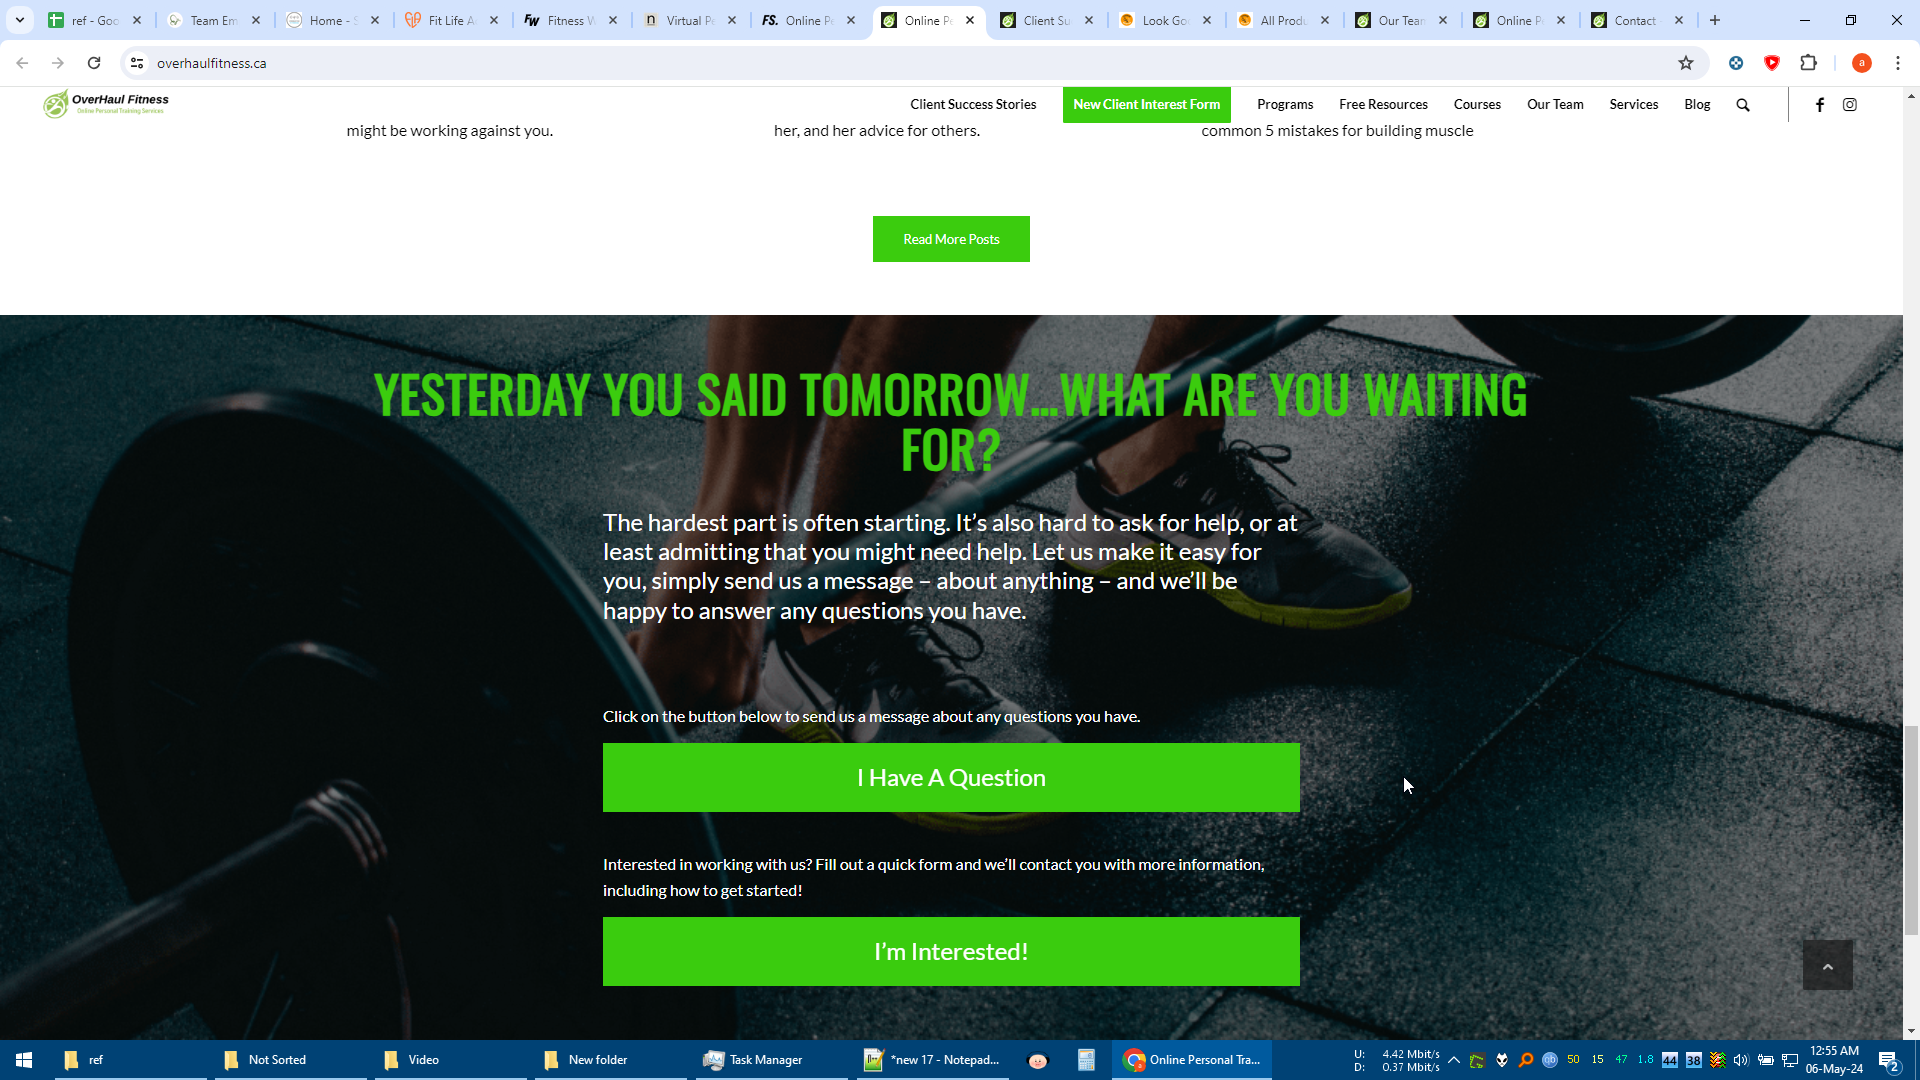 ref - Goo
Team Em
Home - S
Fit Life A
FW
Fitness W
n
Virtual Pe
FS.
Online Pe
Online Pe
Client Su
Look Goo
All Produ
Our Team
Online Pe
Contact
overhaulfitness.ca
a
OverHaul Fitness
Online Personal Training Services
Client Success Stories
New Client Interest Form
Programs
Free Resources
Courses
Our Team
Services
Blog
might be working against you.
her, and her advice for others.
common 5 mistakes for building muscle
Read More Posts
YESTERDAY YOU SAID TOMORROW...WHAT ARE YOU WAITING
FOR?
The hardest part is often starting. It’s also hard to ask for help, or at
least admitting that you might need help. Let us make it easy for
you, simply send us a message – about anything – and we’ll be
happy to answer any questions you have.
Click on the button below to send us a message about any questions you have.
I Have A Question
Interested in working with us? Fill out a quick form and we’ll contact you with more information,
including how to get started!
I’m Interested!
ref
Not Sorted
Video
New folder
Task Manager
*new 17 - Notepad...
Online Personal Tra...
U: 4.42 Mbit/s
D: 0.37 Mbit/s
50
15
47
1.8
44
38
12:55 AM
06-May-24
2